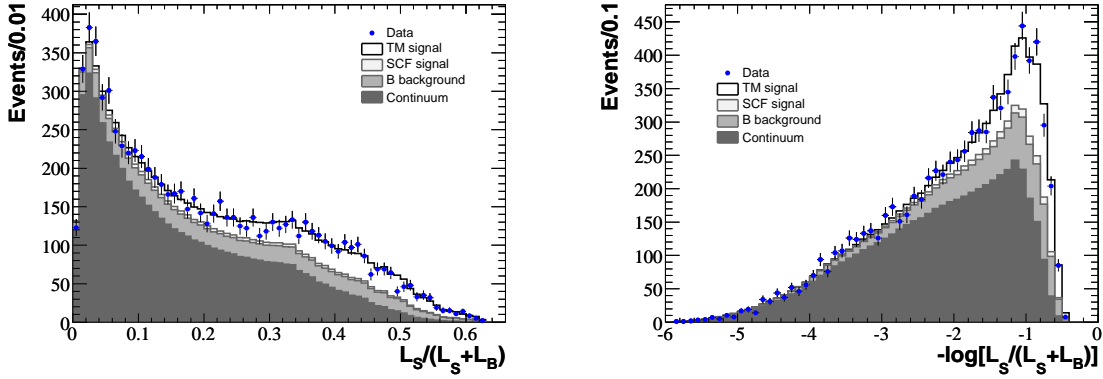 Events/0.01
400
350
300
250
200
150
100
50
0
Data
TM signal
SCF signal
B background
Continuum
0 0.1 0.2 0.3 0.4 0.5 0.6
L_S/(L_S+L_B)
Events/0.1
450
400
350
300
250
200
150
100
50
0
Data
TM signal
SCF signal
B background
Continuum
-6 -5 -4 -3 -2 -1 0
-log[L_S/(L_S+L_B)]